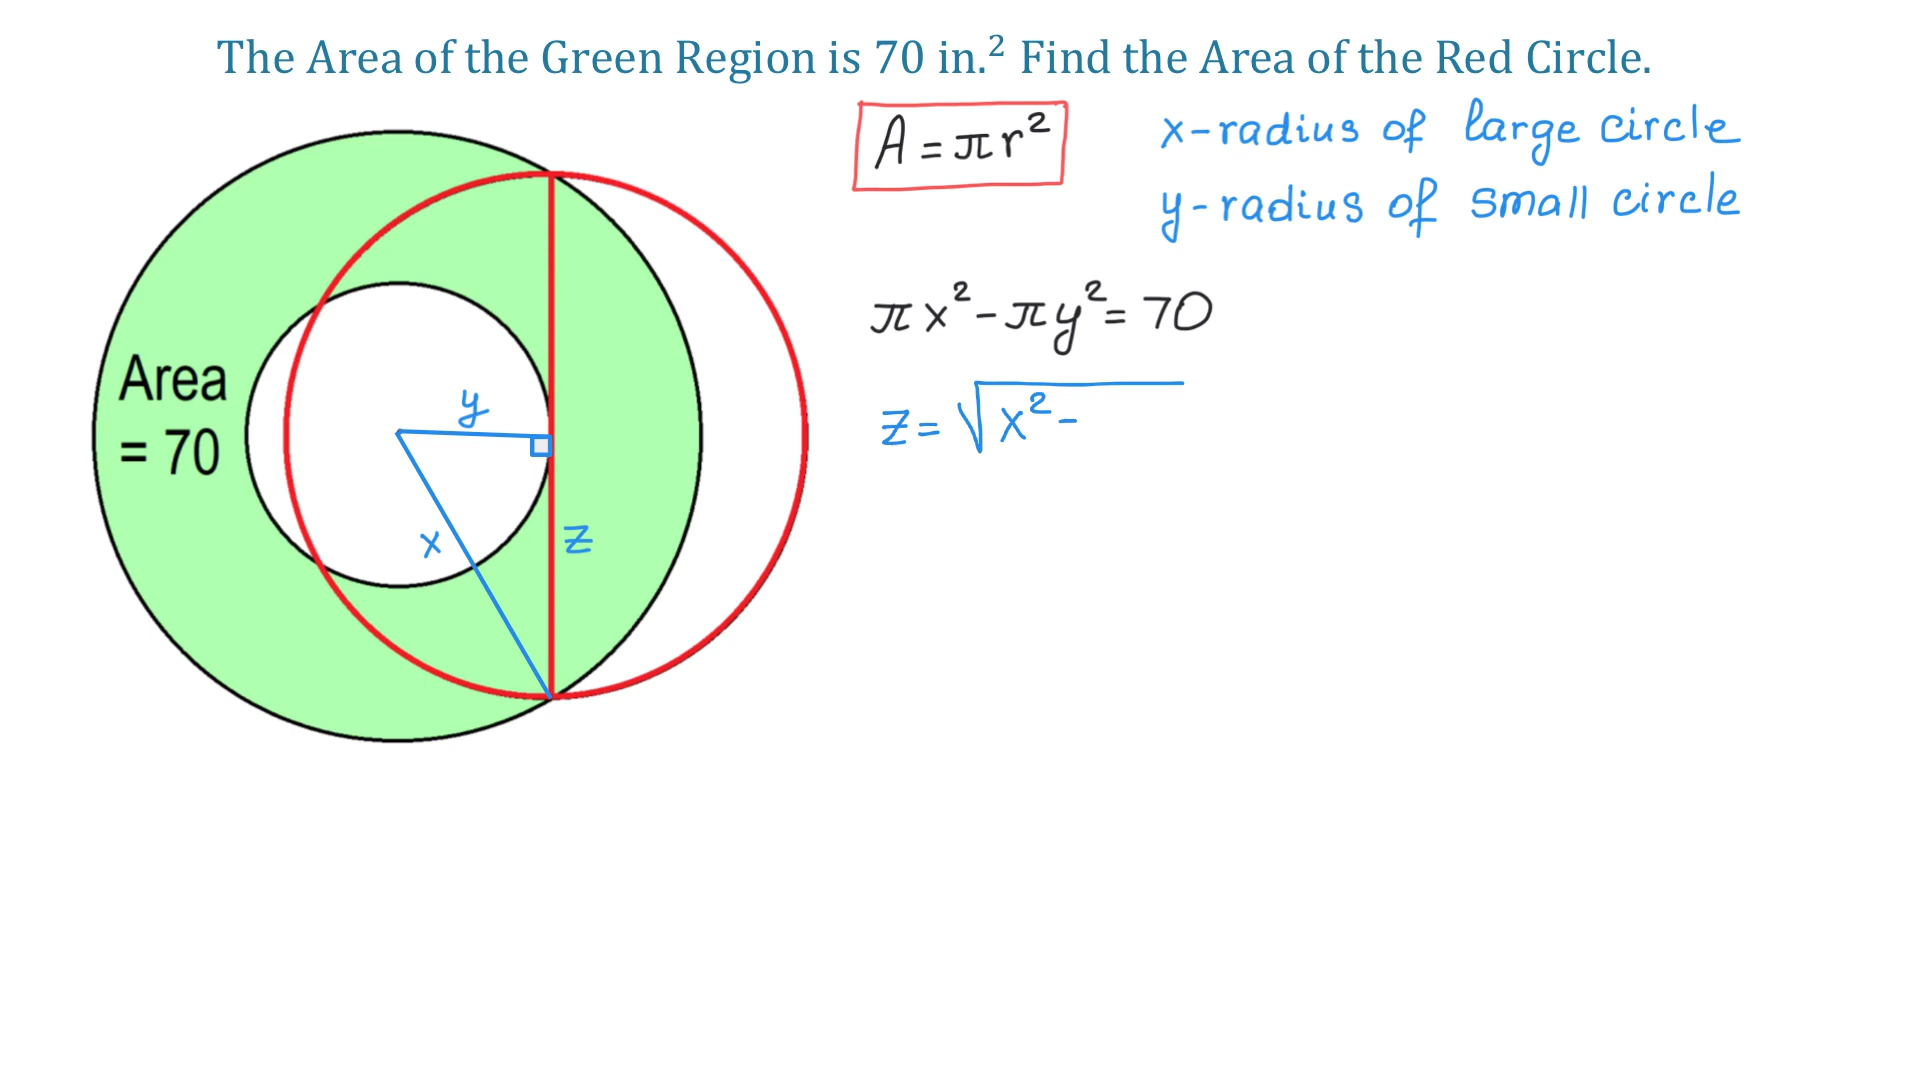 The Area of the Green Region is 70 in.² Find the Area of the Red Circle.
A = πr²
x - radius of large circle
y - radius of small circle
πx² - πy² = 70
z = √x² -
Area
= 70
y
x
z